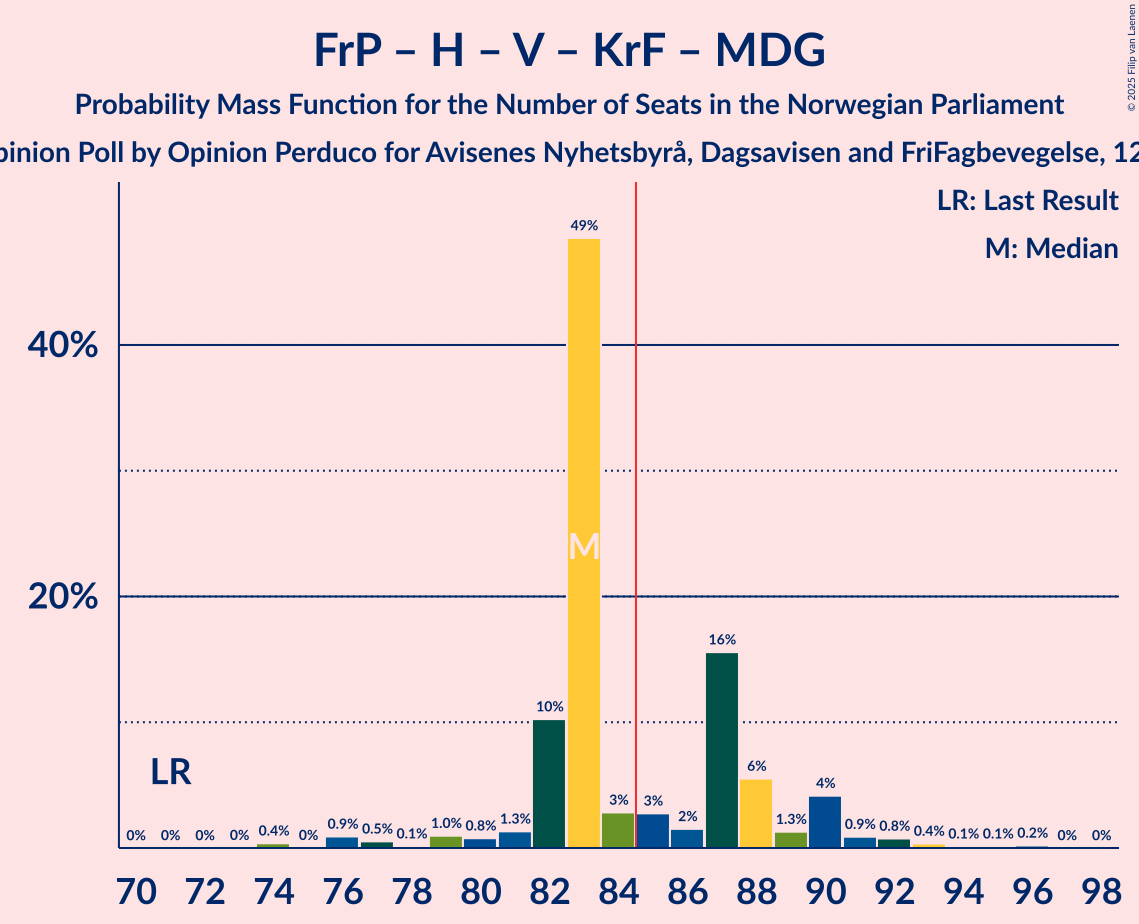 FrP – H – V – KrF – MDG
© 2025 Filip van Laenen
Probability Mass Function for the Number of Seats in the Norwegian Parliament
Poll by Opinion Perduco for Avisenes Nyhetsbyrå, Dagsavisen and FriFagbevegelse, 12
LR: Last Result
M: Median
49%
40%
M
20%
16%
10%
LR
6%
4%
3% 3% 2% 1.3%
0% 0% 0% 0% 0.4% 0% 0.9% 0.5% 0.1% 1.0% 0.8% 1.3% 0.9% 0.8% 0.4% 0.1% 0.1% 0.2% 0% 0%
70 72 74 76 78 80 82 84 86 88 90 92 94 96 98